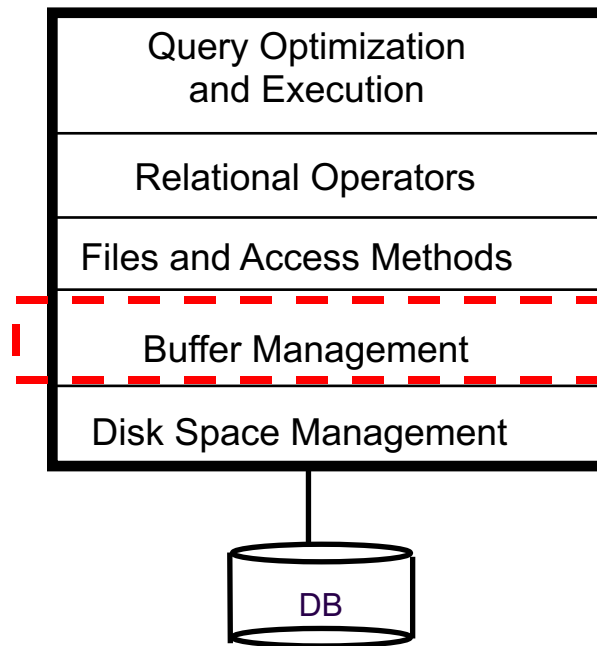 Query Optimization
and Execution
Relational Operators
Files and Access Methods
Buffer Management
Disk Space Management
DB